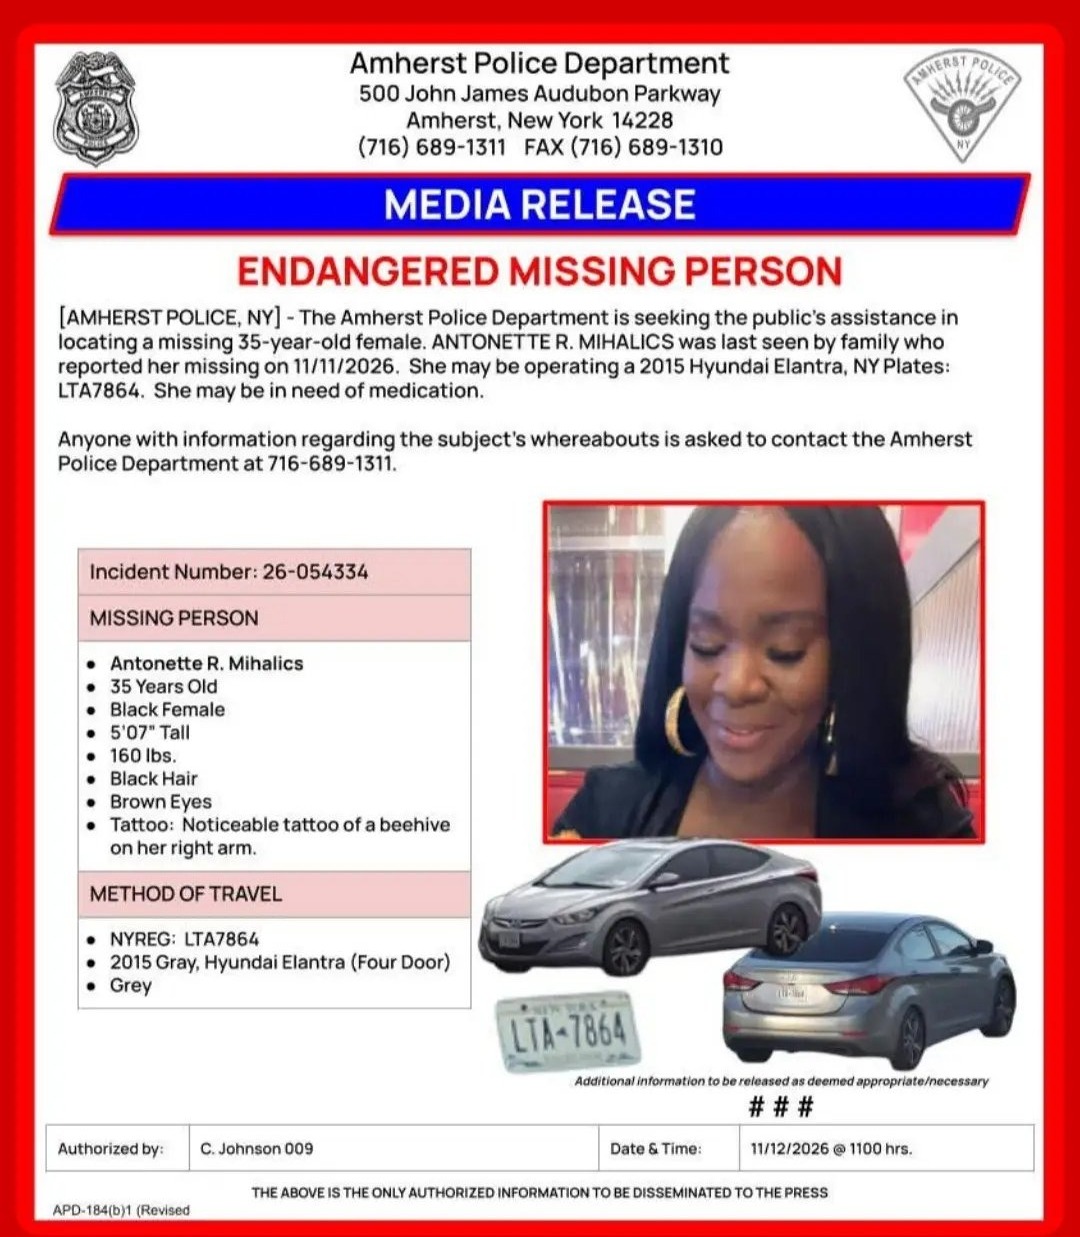 Amherst Police Department
500 John James Audubon Parkway
Amherst, New York 14228
(716) 689-1311 FAX (716) 689-1310
AMHERST POLICE
NY
MEDIA RELEASE
ENDANGERED MISSING PERSON
[AMHERST POLICE, NY] - The Amherst Police Department is seeking the public's assistance in
locating a missing 35-year-old female. ANTONETTE R. MIHALICS was last seen by family who
reported her missing on 11/11/2026. She may be operating a 2015 Hyundai Elantra, NY Plates:
LTA7864. She may be in need of medication.
Anyone with information regarding the subject's whereabouts is asked to contact the Amherst
Police Department at 716-689-1311.
Incident Number: 26-054334
MISSING PERSON
• Antonette R. Mihalics
• 35 Years Old
• Black Female
• 5'07" Tall
• 160 lbs.
• Black Hair
• Brown Eyes
• Tattoo: Noticeable tattoo of a beehive
on her right arm.
METHOD OF TRAVEL
• NYREG: LTA7864
• 2015 Gray, Hyundai Elantra (Four Door)
• Grey
LTA-7864
Additional information to be released as deemed appropriate/necessary
# # #
Authorized by: C. Johnson 009 Date & Time: 11/12/2026 @ 1100 hrs.
THE ABOVE IS THE ONLY AUTHORIZED INFORMATION TO BE DISSEMINATED TO THE PRESS
APD-184(b)1 (Revised